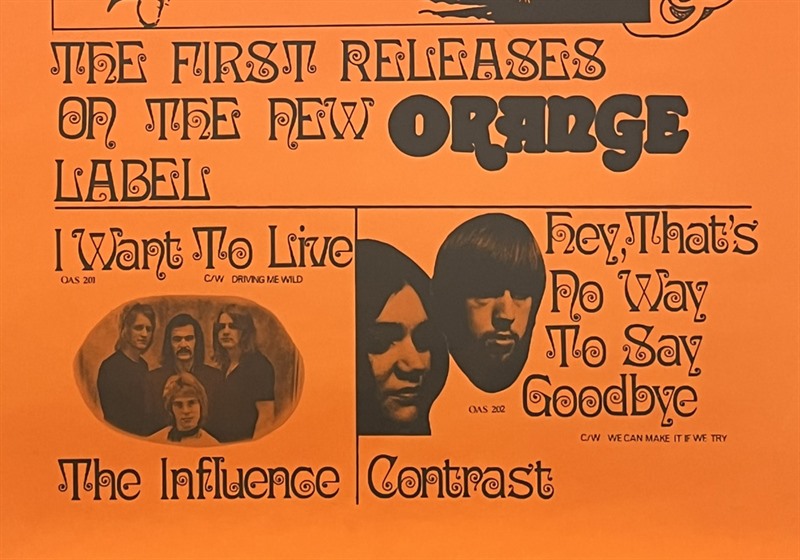 THE FIRST RELEASES
ON THE NEW ORANGE
LABEL
I Want To Live
OAS 201
C/W DRIVING ME WILD
The Influence
Hey, That's
No Way
To Say
Goodbye
OAS 202
C/W WE CAN MAKE IT IF WE TRY
Contrast